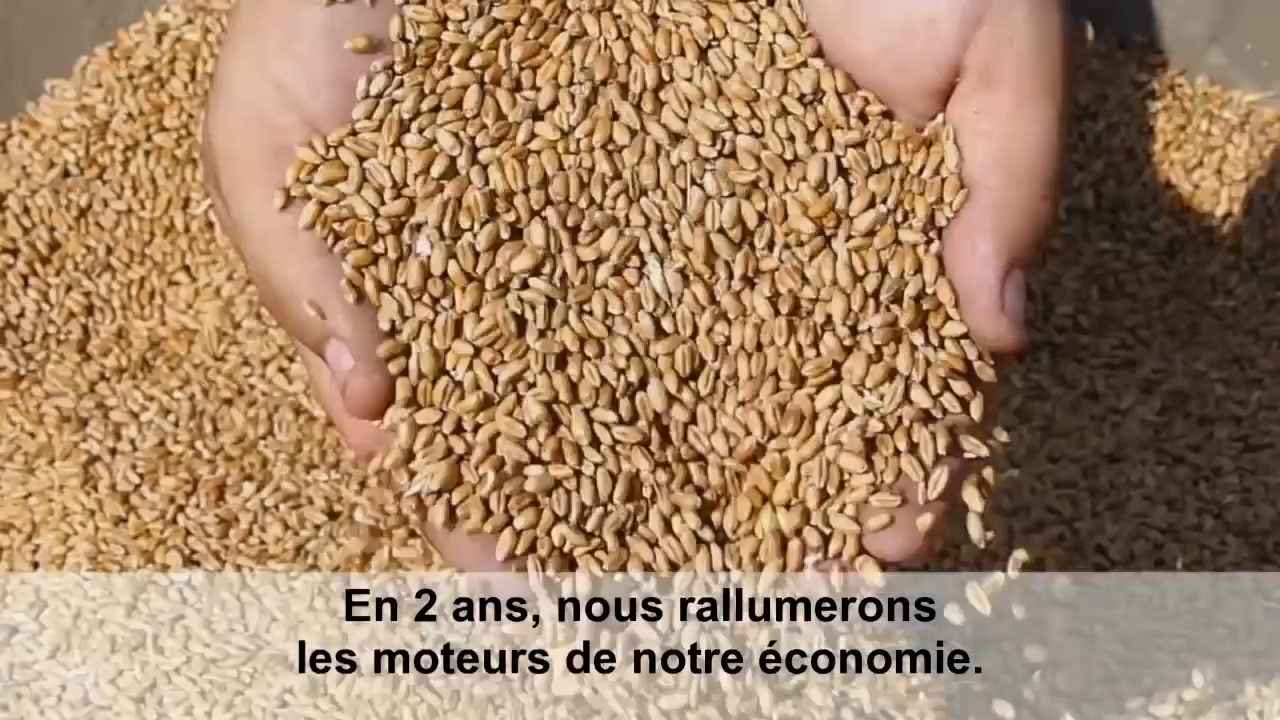 En 2 ans, nous rallumerons
les moteurs de notre économie.